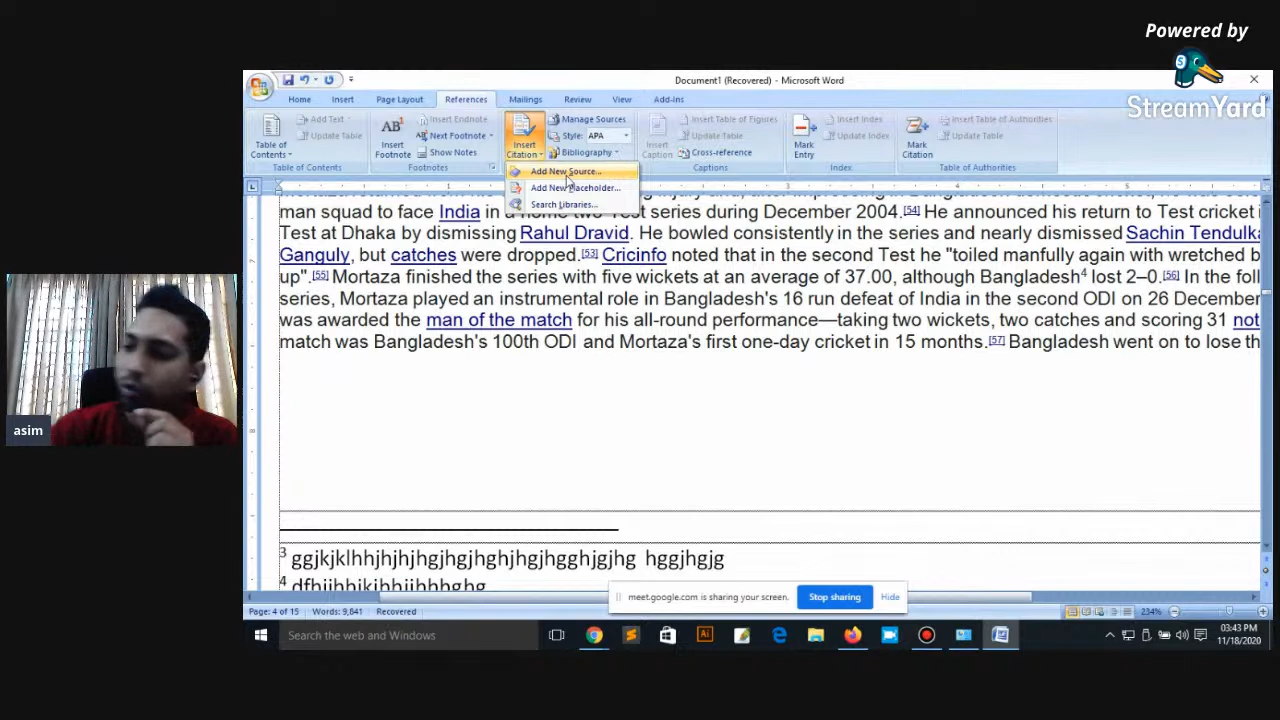 Powered by
StreamYard
Document1 (Recovered) - Microsoft Word
Home Insert Page Layout References Mailings Review View Add-Ins
Table of Contents
Add Text
Update Table
Table of Contents
AB1
Insert Footnote
Insert Endnote
Next Footnote
Show Notes
Footnotes
Insert Citation
Manage Sources
Style: APA
Bibliography
Insert Caption
Insert Table of Figures
Update Table
Cross-reference
Captions
Mark Entry
Insert Index
Update Index
Index
Mark Citation
Insert Table of Authorities
Update Table
Table of Authorities
Add New Source...
Add New Placeholder...
Search Libraries...
man squad to face India in a home two Test series during December 2004.[54] He announced his return to Test cricket i
Test at Dhaka by dismissing Rahul Dravid. He bowled consistently in the series and nearly dismissed Sachin Tendulka
Ganguly, but catches were dropped.[53] Cricinfo noted that in the second Test he "toiled manfully again with wretched b
up".[55] Mortaza finished the series with five wickets at an average of 37.00, although Bangladesh4 lost 2–0.[56] In the foll
series, Mortaza played an instrumental role in Bangladesh's 16 run defeat of India in the second ODI on 26 December
was awarded the man of the match for his all-round performance—taking two wickets, two catches and scoring 31 not
match was Bangladesh's 100th ODI and Mortaza's first one-day cricket in 15 months.[57] Bangladesh went on to lose th
asim
3 ggjkjklhhjhjhjhgjhgjhghjhgjhgghjgjhg hggjhgjg
meet.google.com is sharing your screen. Stop sharing Hide
Page: 4 of 15 Words: 9,841 Recovered 234%
Search the web and Windows
03:43 PM
11/18/2020